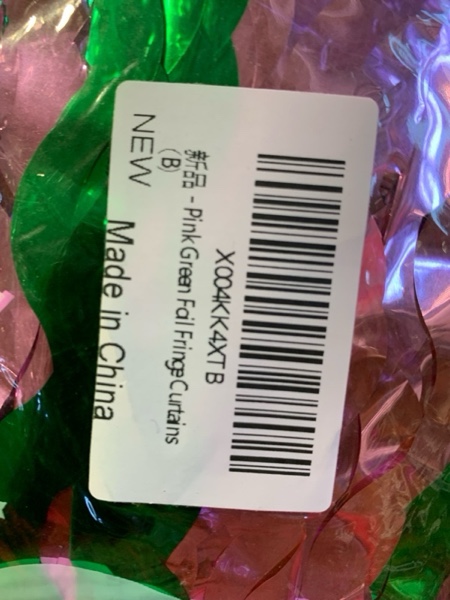 X004KK4XTB
新品 - Pink Green Foil Fringe Curtains
(B)
NEW
Made in China